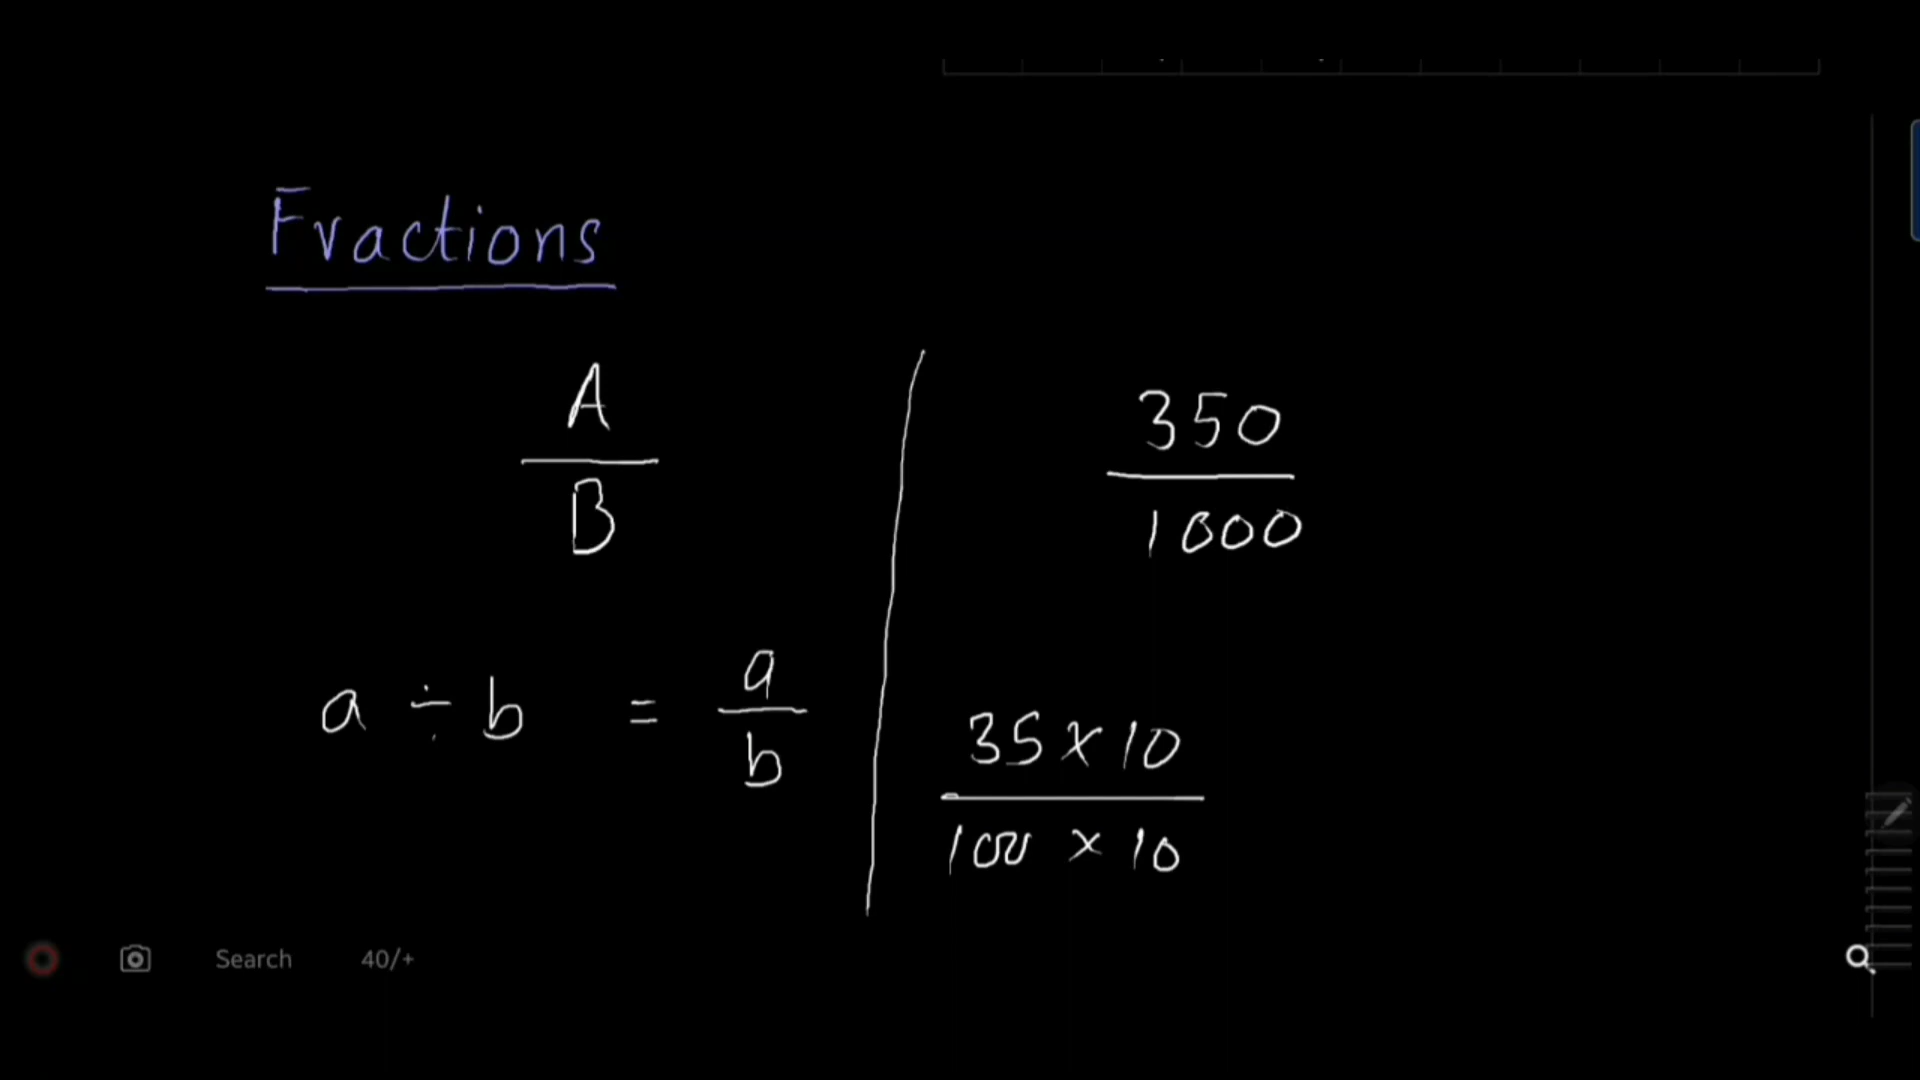 Fractions
A
B
a ÷ b = a
b
350
1000
35 x 10
100 x 10
Search 40/+